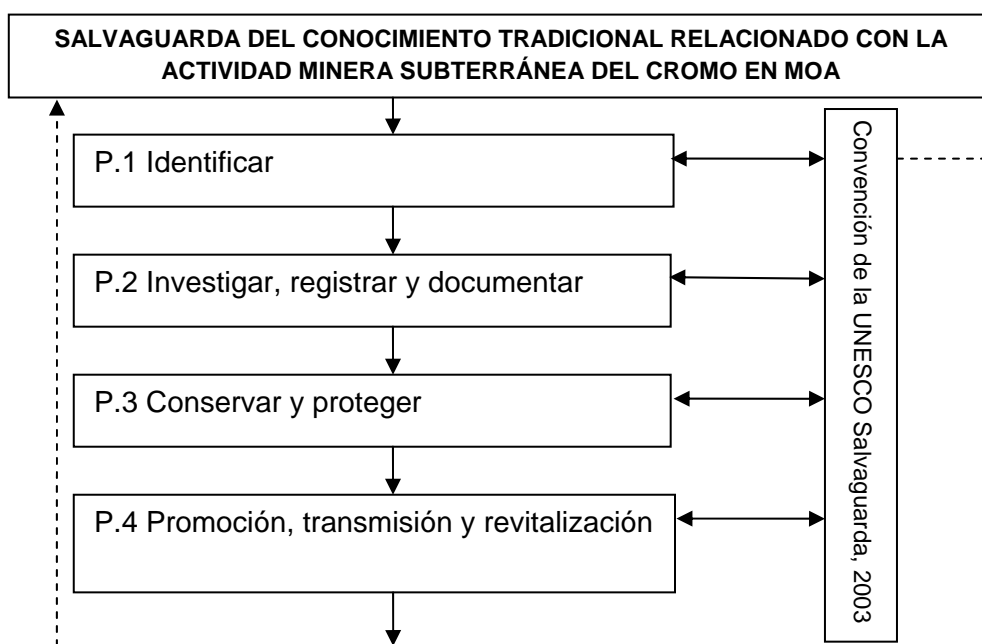 SALVAGUARDA DEL CONOCIMIENTO TRADICIONAL RELACIONADO CON LA
ACTIVIDAD MINERA SUBTERRÁNEA DEL CROMO EN MOA
P.1 Identificar
P.2 Investigar, registrar y documentar
P.3 Conservar y proteger
P.4 Promoción, transmisión y revitalización
Convención de la UNESCO Salvaguarda, 2003